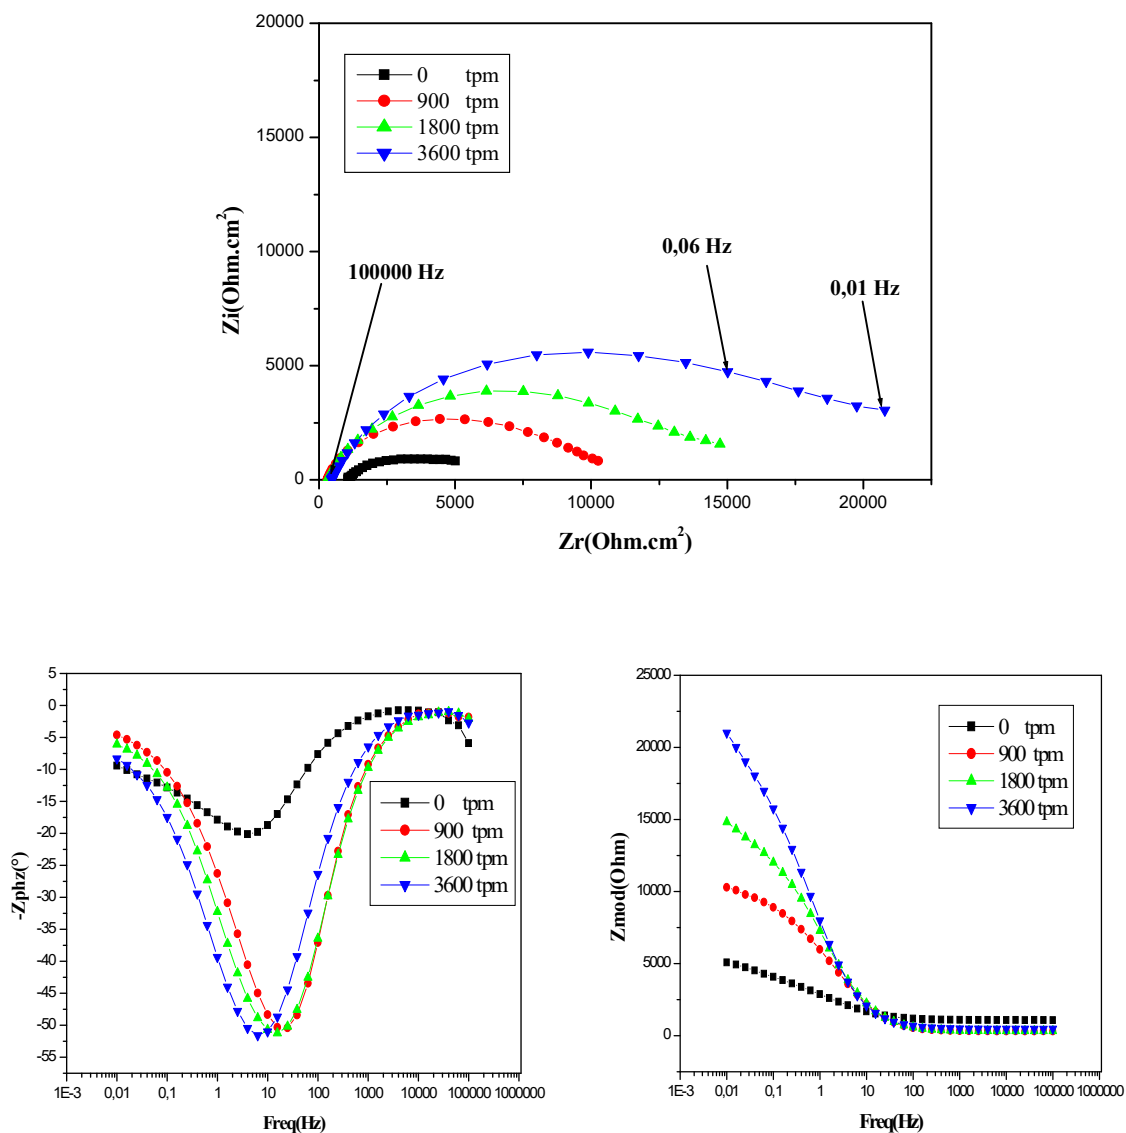 20000
15000
10000
5000
0
0 5000 10000 15000 20000
Zi(Ohm.cm²)
Zr(Ohm.cm²)
0 tpm
900 tpm
1800 tpm
3600 tpm
100000 Hz
0,06 Hz
0,01 Hz
5
0
-5
-10
-15
-20
-25
-30
-35
-40
-45
-50
-55
-Zphz(°)
1E-3 0,01 0,1 1 10 100 1000 10000 100000 1000000
Freq(Hz)
0 tpm
900 tpm
1800 tpm
3600 tpm
25000
20000
15000
10000
5000
0
Zmod(Ohm)
1E-3 0,01 0,1 1 10 100 1000 10000 100000 1000000
Freq(Hz)
0 tpm
900 tpm
1800 tpm
3600 tpm